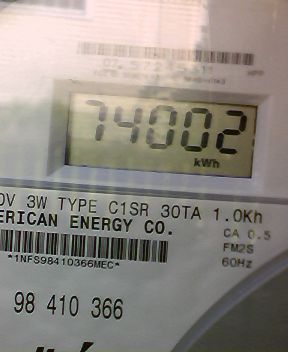 74002
kWh
0V 3W TYPE C1SR 30TA 1.0Kh
ERICAN ENERGY CO.
CA 0.5
FM2S
60Hz
*1NFS98410366MEC*
98 410 366